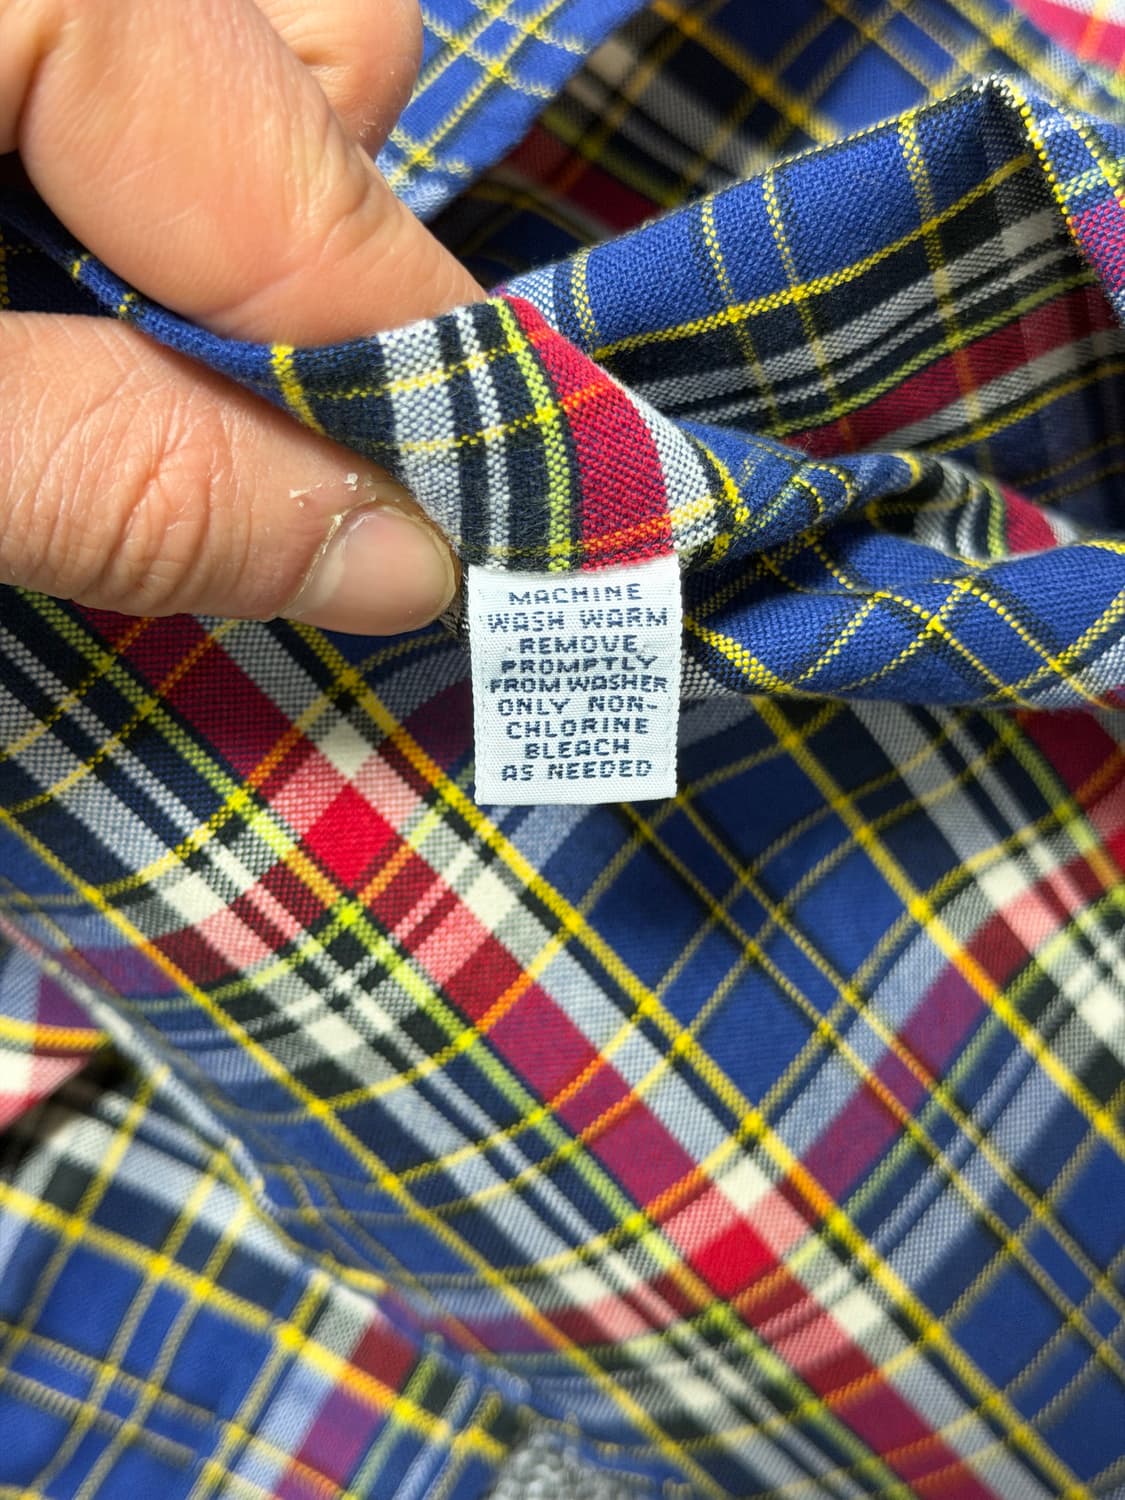 MACHINE
WASH WARM
REMOVE
PROMPTLY
FROM WASHER
ONLY NON-
CHLORINE
BLEACH
AS NEEDED